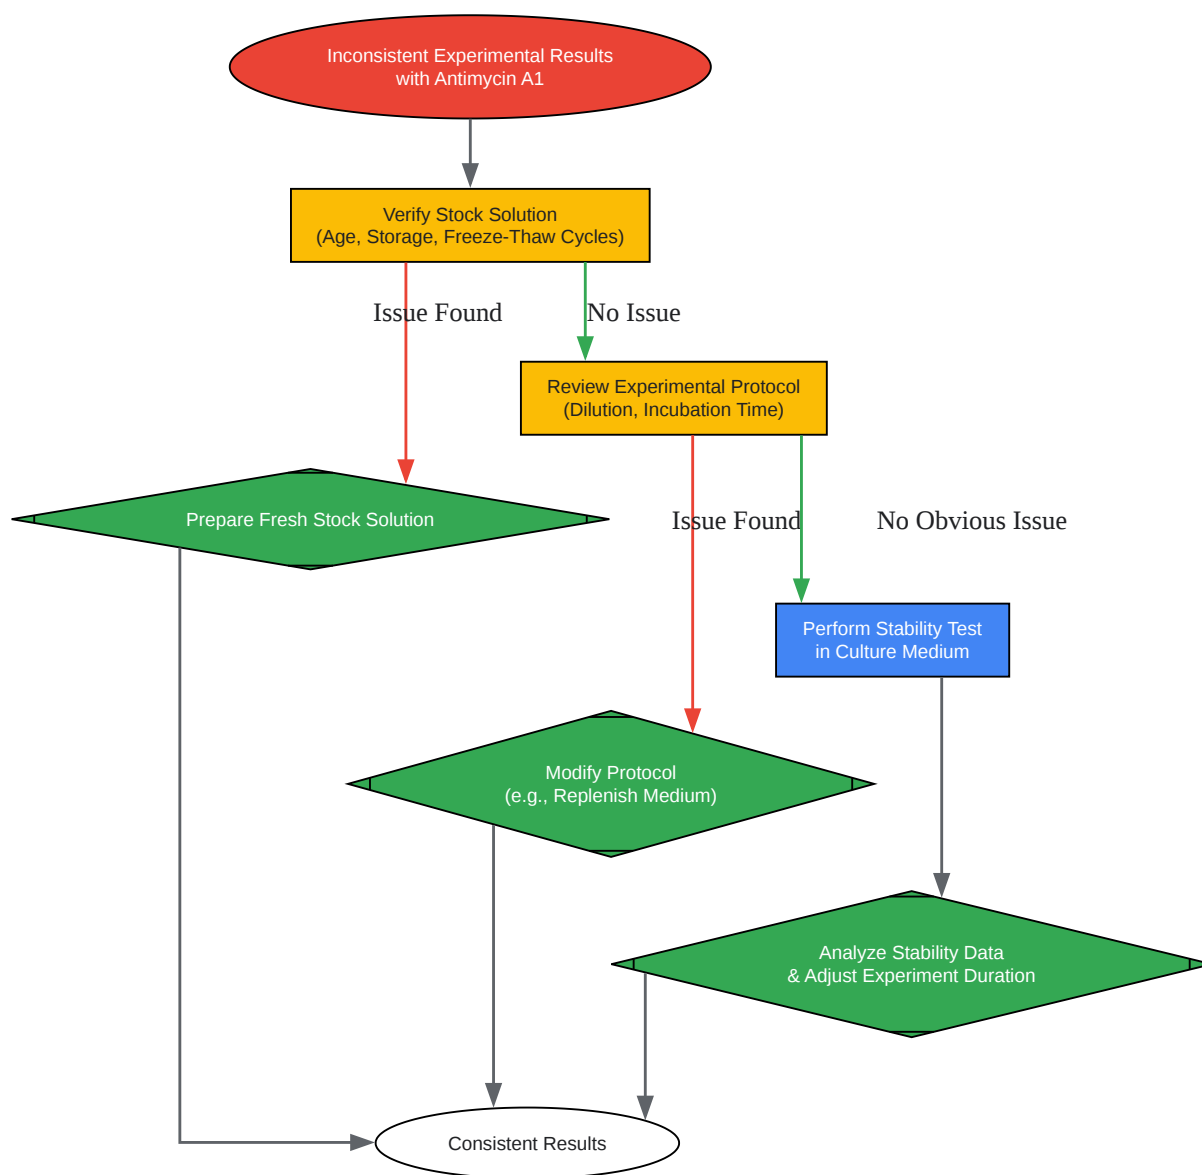 Inconsistent Experimental Results
with Antimycin A1
Verify Stock Solution
(Age, Storage, Freeze-Thaw Cycles)
Issue Found
No Issue
Review Experimental Protocol
(Dilution, Incubation Time)
Prepare Fresh Stock Solution
Issue Found
No Obvious Issue
Perform Stability Test
in Culture Medium
Modify Protocol
(e.g., Replenish Medium)
Analyze Stability Data
& Adjust Experiment Duration
Consistent Results